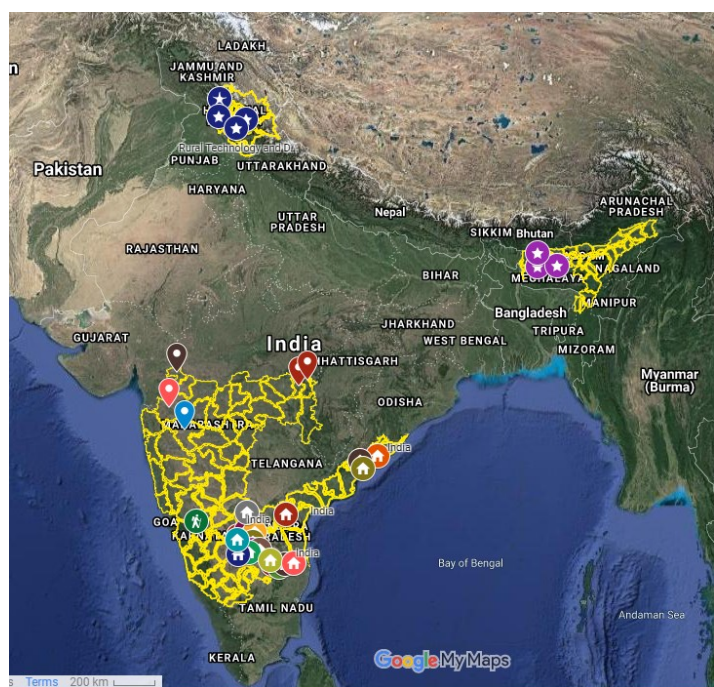 LADAKH
JAMMU AND
KASHMIR
Rural Technology and D...
PUNJAB
UTTARAKHAND
Pakistan
HARYANA
ARUNACHAL
PRADESH
UTTAR
PRADESH
Nepal
SIKKIM
Bhutan
RAJASTHAN
NAGALAND
BIHAR
MEGHALAYA
MANIPUR
Bangladesh
GUJARAT
India
JHARKHAND
TRIPURA
WEST BENGAL
MIZORAM
HHATTISGARH
Myanmar
(Burma)
ODISHA
India
TELANGANA
GOA
India
India
India
Bay of Bengal
TAMIL NADU
Andaman Sea
KERALA
Google My Maps
s Terms 200 km